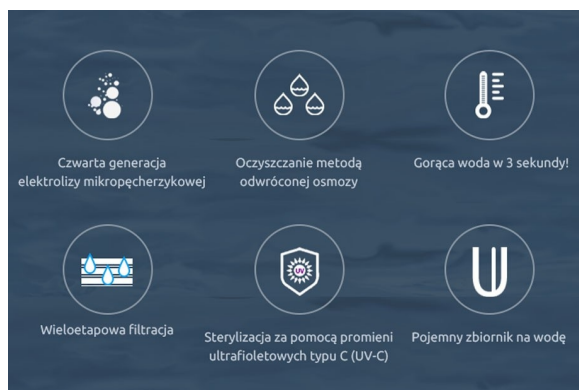 Czwarta generacja
elektrolizy mikropęcherzykowej
Oczyszczanie metodą
odwróconej osmozy
Gorąca woda w 3 sekundy!
Wieloetapowa filtracja
UV
Sterylizacja za pomocą promieni
ultrafioletowych typu C (UV-C)
Pojemny zbiornik na wodę